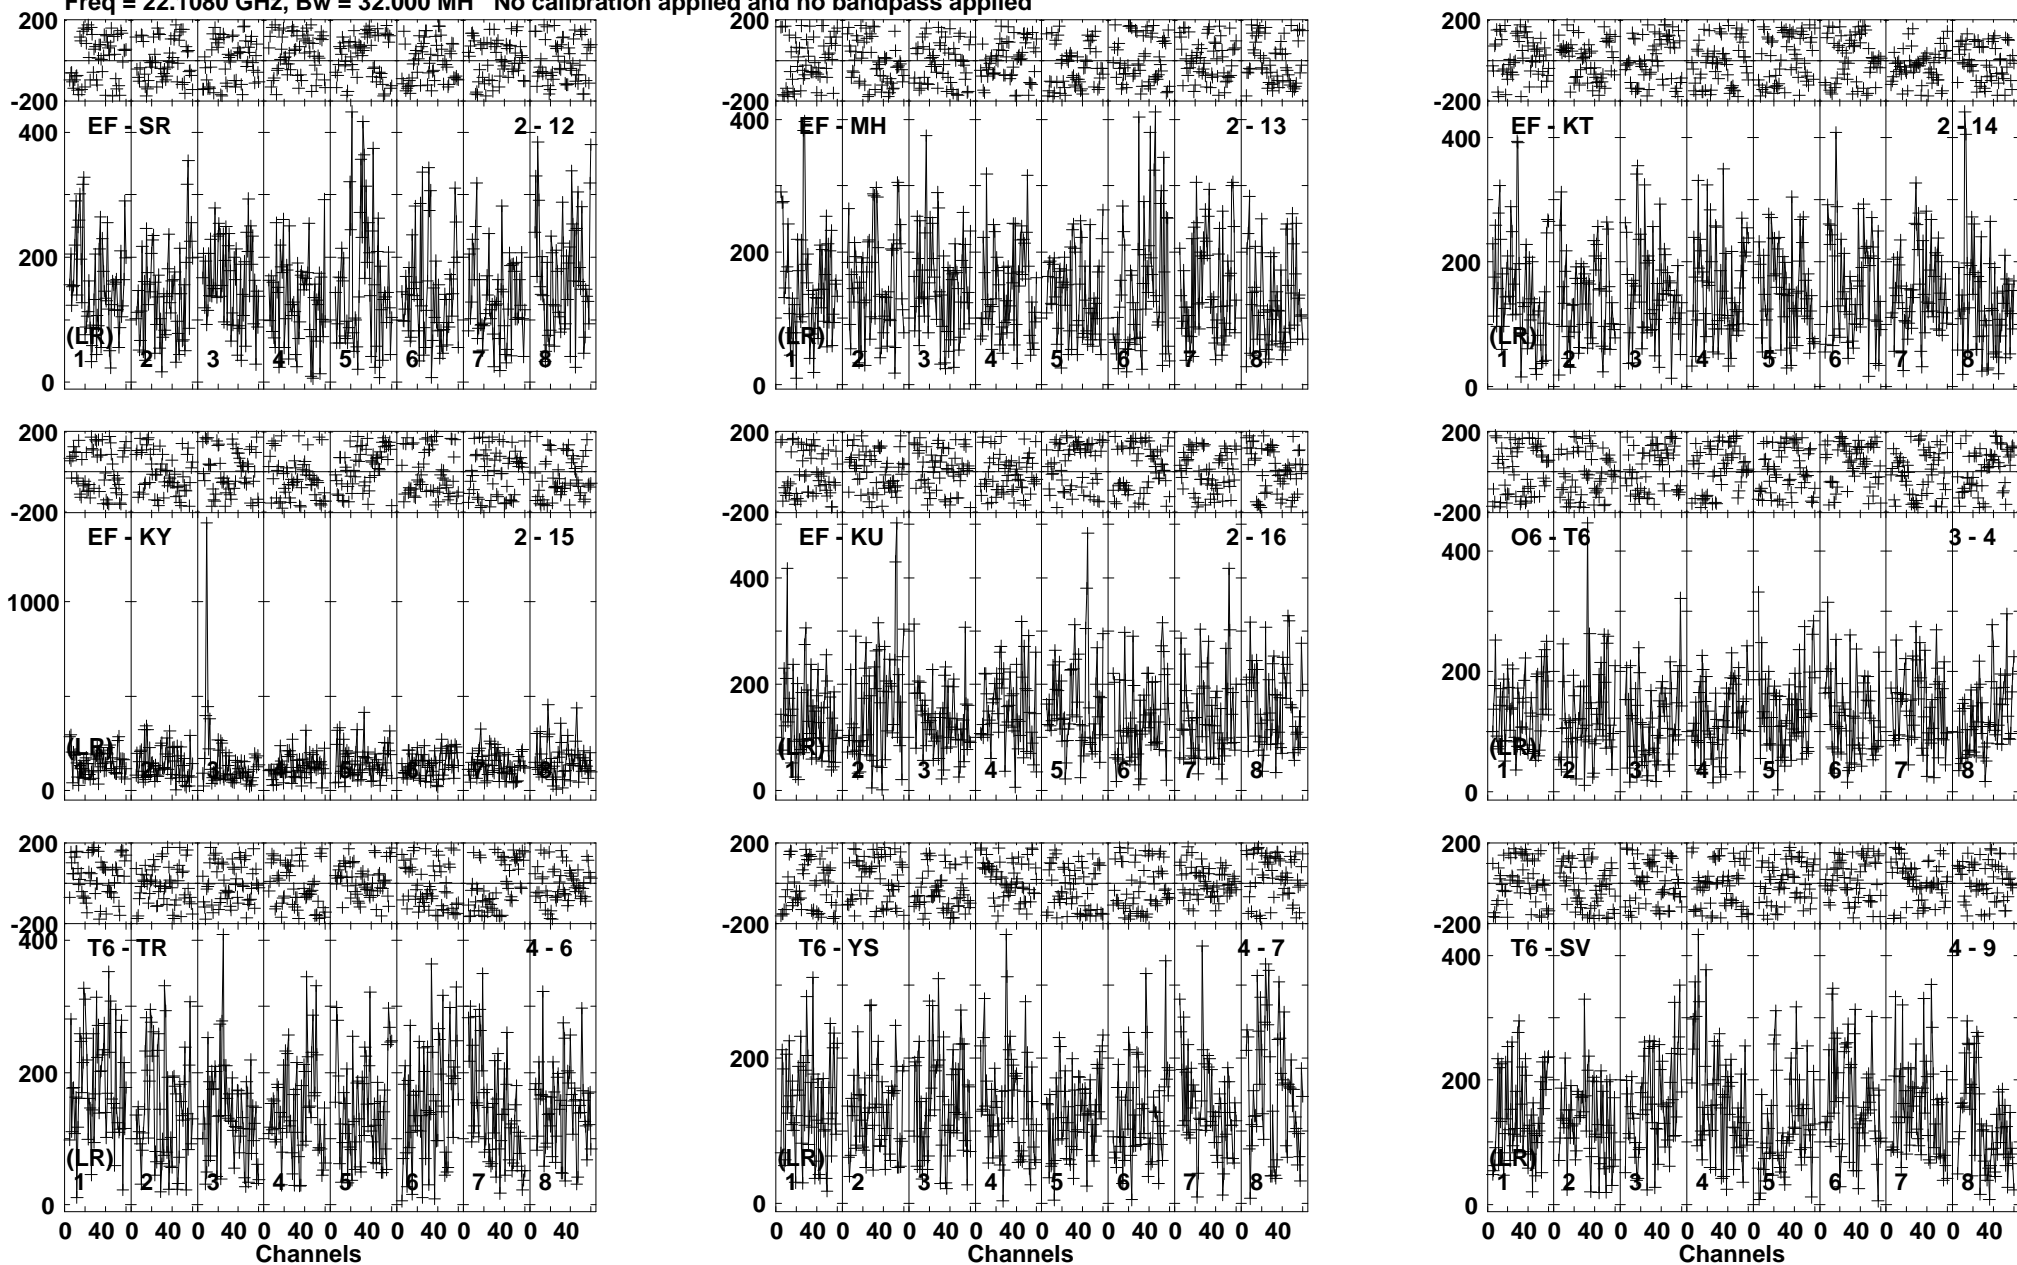 Freq = 22.1080 GHz, Bw = 32.000 MH No calibration applied and no bandpass applied
200 200 200
-200 -200 -200
EF - SR 2 - 12 EF - MH 2 - 13 EF - KT 2 - 14
400 400 400
200 200 200
(LR) (LR) (LR)
1 2 3 4 5 6 7 8 1 2 3 4 5 6 7 8 1 2 3 4 5 6 7 8
0 0 0
200 200 200
-200 -200 -200
EF - KY 2 - 15 EF - KU 2 - 16 O6 - T6 3 - 4
1000 400 400
200 200
(LR) (LR) (LR)
1 2 3 4 5 6 7 8 1 2 3 4 5 6 7 8 1 2 3 4 5 6 7 8
0 0 0
200 200 200
-200 -200 -200
T6 - TR 4 - 6 T6 - YS 4 - 7 T6 - SV 4 - 9
400 400
200 200 200
(LR) (LR) (LR)
1 2 3 4 5 6 7 8 1 2 3 4 5 6 7 8 1 2 3 4 5 6 7 8
0 0 0
0 40 0 40 0 40 0 40 0 40 0 40 0 40 0 40 0 40 0 40 0 40 0 40 0 40 0 40 0 40 0 40 0 40 0 40 0 40 0 40 0 40 0 40 0 40 0 40
Channels Channels Channels